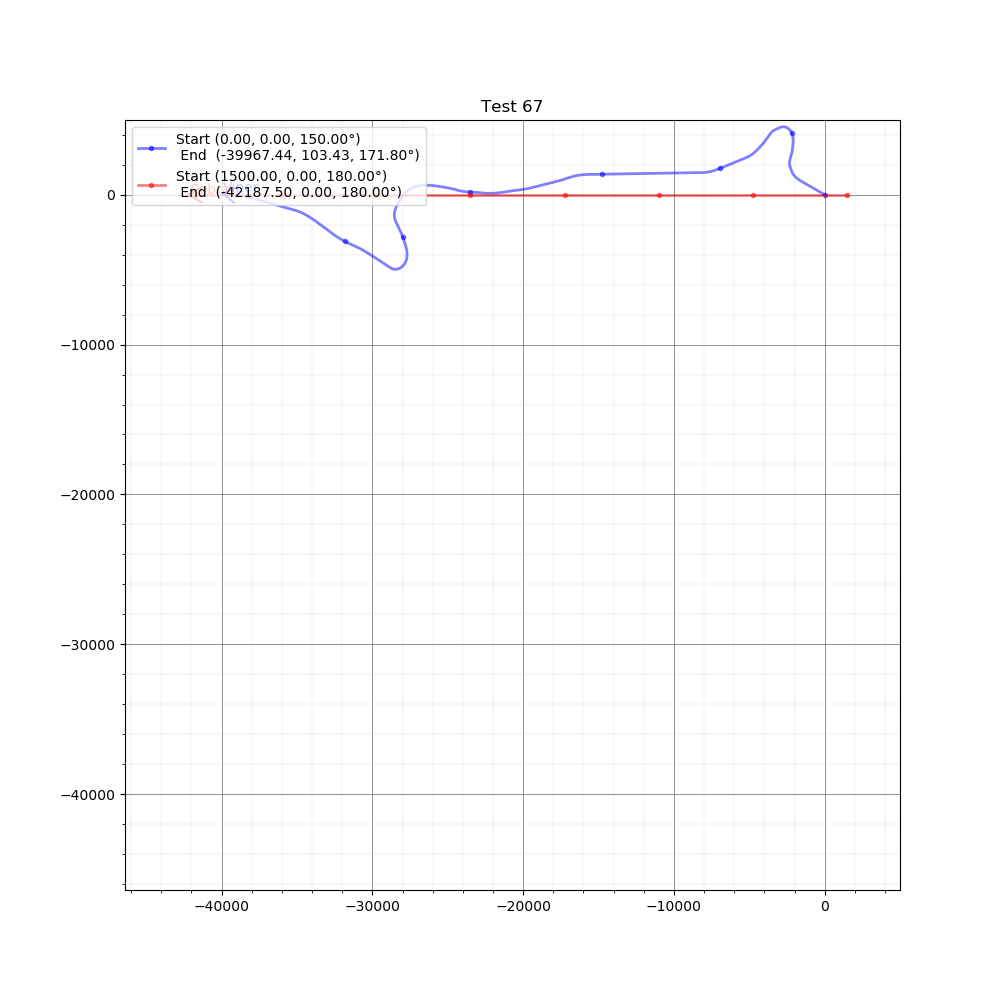 Test 67
Start (0.00, 0.00, 150.00°)
End (-39967.44, 103.43, 171.80°)
Start (1500.00, 0.00, 180.00°)
End (-42187.50, 0.00, 180.00°)
0
−10000
−20000
−30000
−40000
−40000
−30000
−20000
−10000
0